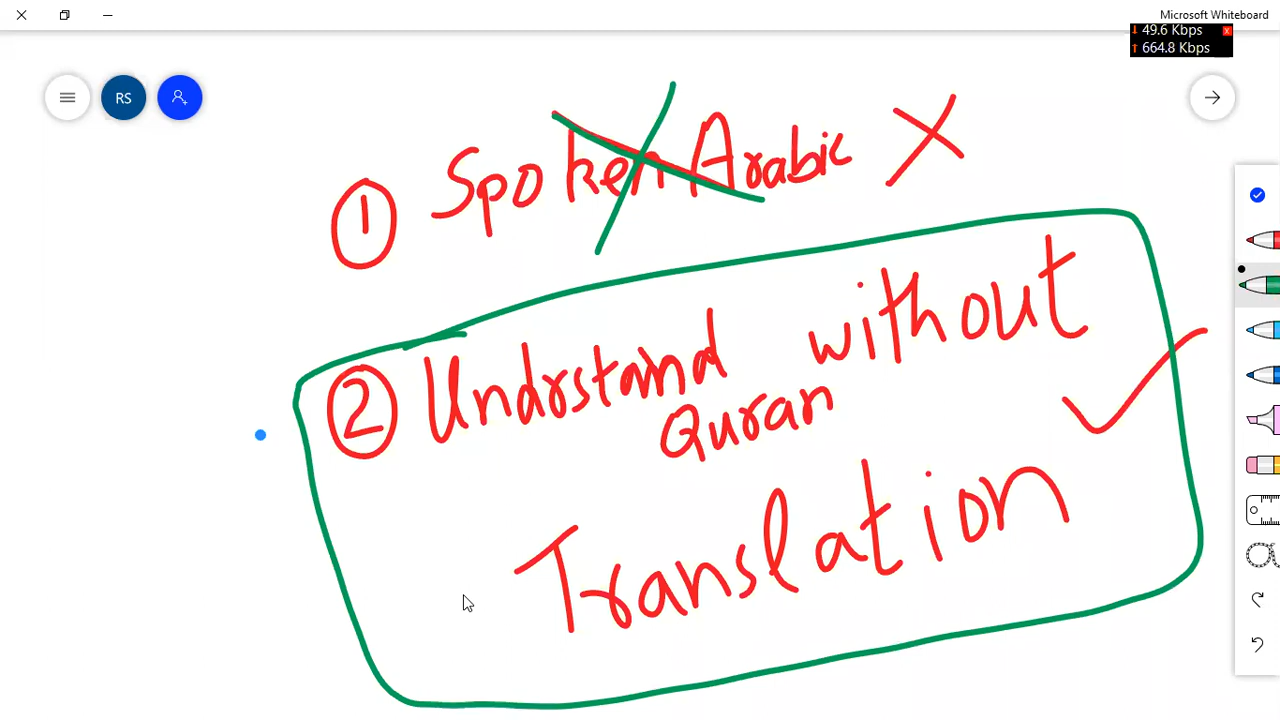 Microsoft Whiteboard
↓ 49.6 Kbps x
↑ 664.8 Kbps
RS
① Spoken Arabic X
② Undrstand without
Quran
Translation